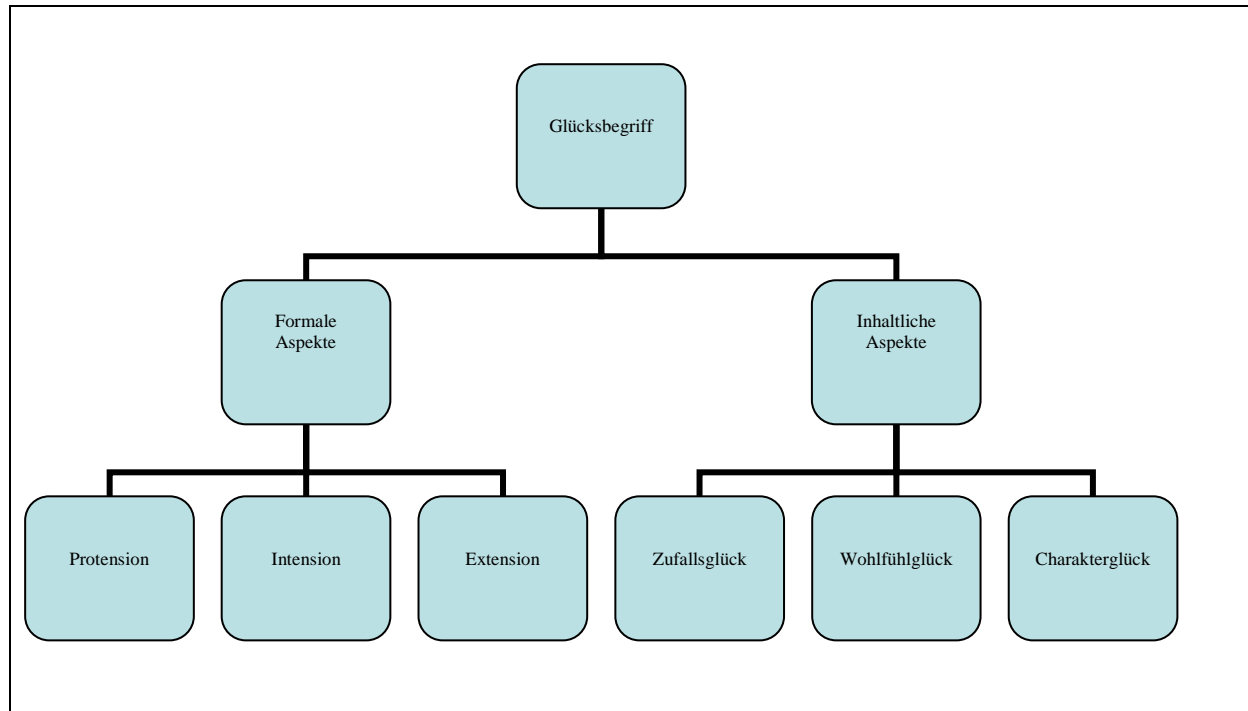 Glücksbegriff
Formale
Aspekte
Inhaltliche
Aspekte
Protension
Intension
Extension
Zufallsglück
Wohlfühlglück
Charakterglück